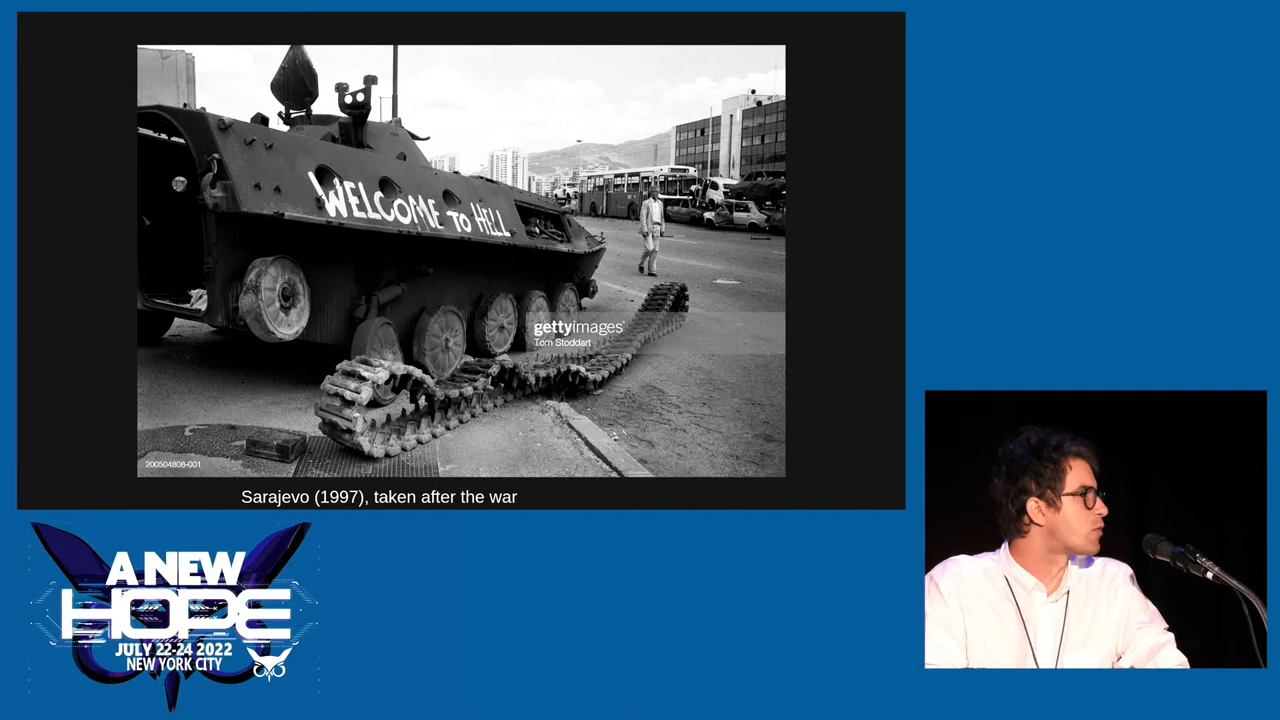 WELCOME TO HELL
gettyimages®
Tom Stoddart
200504808-001
Sarajevo (1997), taken after the war
A NEW
HOPE
JULY 22-24 2022
NEW YORK CITY